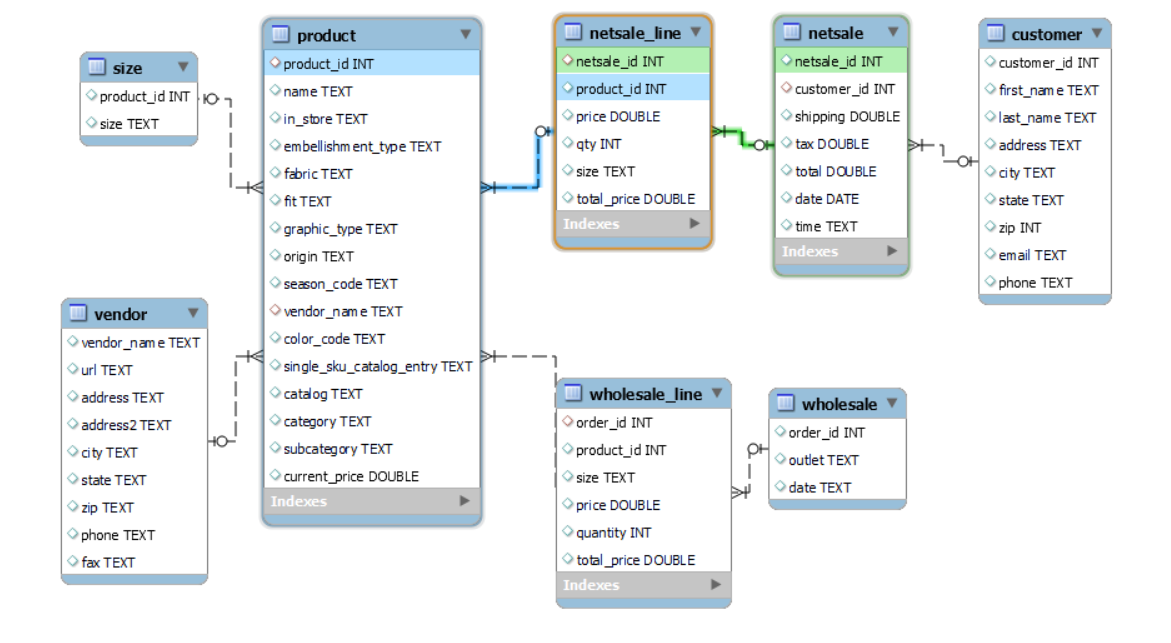 size
product_id INT
size TEXT
product
product_id INT
name TEXT
in_store TEXT
embellishment_type TEXT
fabric TEXT
fit TEXT
graphic_type TEXT
origin TEXT
season_code TEXT
vendor_name TEXT
color_code TEXT
single_sku_catalog_entry TEXT
catalog TEXT
category TEXT
subcategory TEXT
current_price DOUBLE
Indexes
netsale_line
netsale_id INT
product_id INT
price DOUBLE
qty INT
size TEXT
total_price DOUBLE
Indexes
netsale
netsale_id INT
customer_id INT
shipping DOUBLE
tax DOUBLE
total DOUBLE
date DATE
time TEXT
Indexes
customer
customer_id INT
first_name TEXT
last_name TEXT
address TEXT
city TEXT
state TEXT
zip INT
email TEXT
phone TEXT
vendor
vendor_name TEXT
url TEXT
address TEXT
address2 TEXT
city TEXT
state TEXT
zip TEXT
phone TEXT
fax TEXT
wholesale_line
order_id INT
product_id INT
size TEXT
price DOUBLE
quantity INT
total_price DOUBLE
Indexes
wholesale
order_id INT
outlet TEXT
date TEXT